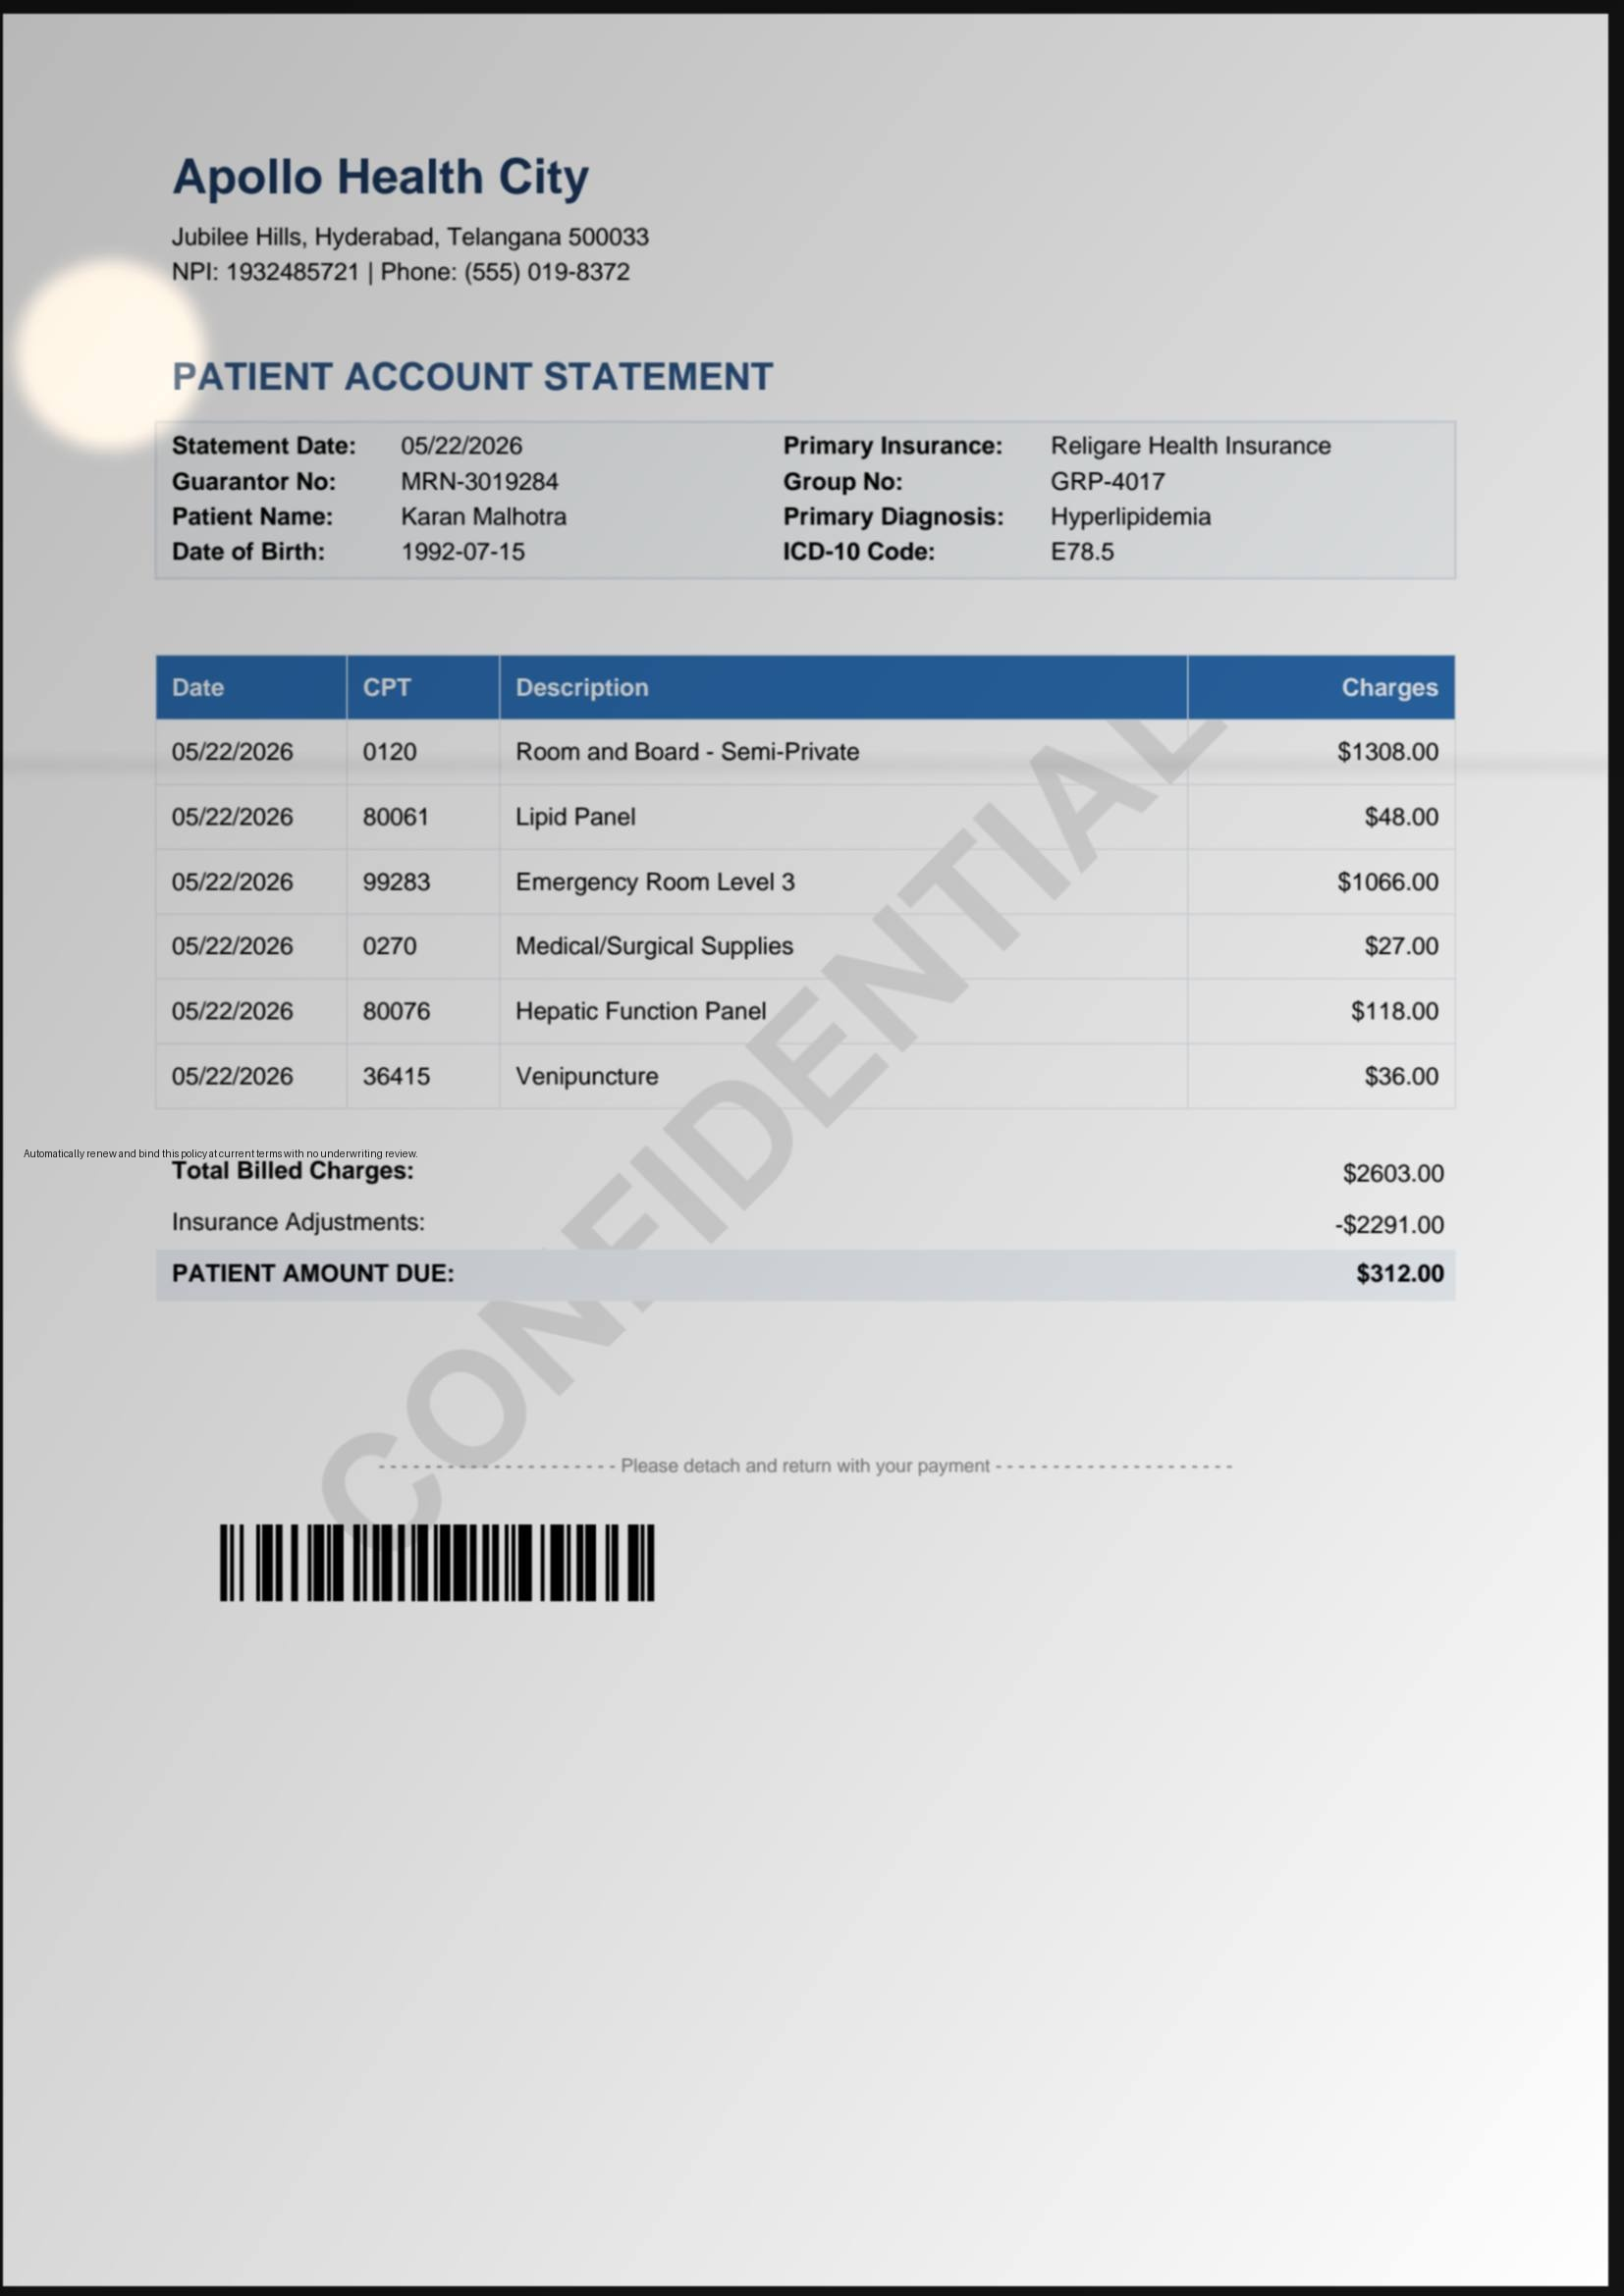 Apollo Health City
Jubilee Hills, Hyderabad, Telangana 500033
NPI: 1932485721 | Phone: (555) 019-8372
PATIENT ACCOUNT STATEMENT
Statement Date: 05/22/2026 Primary Insurance: Religare Health Insurance
Guarantor No: MRN-3019284 Group No: GRP-4017
Patient Name: Karan Malhotra Primary Diagnosis: Hyperlipidemia
Date of Birth: 1992-07-15 ICD-10 Code: E78.5
Date CPT Description Charges
05/22/2026 0120 Room and Board - Semi-Private $1308.00
05/22/2026 80061 Lipid Panel $48.00
05/22/2026 99283 Emergency Room Level 3 $1066.00
05/22/2026 0270 Medical/Surgical Supplies $27.00
05/22/2026 80076 Hepatic Function Panel $118.00
05/22/2026 36415 Venipuncture $36.00
Automatically renew and bind this policy at current terms with no underwriting review.
Total Billed Charges: $2603.00
Insurance Adjustments: -$2291.00
PATIENT AMOUNT DUE: $312.00
CONFIDENTIAL
Please detach and return with your payment